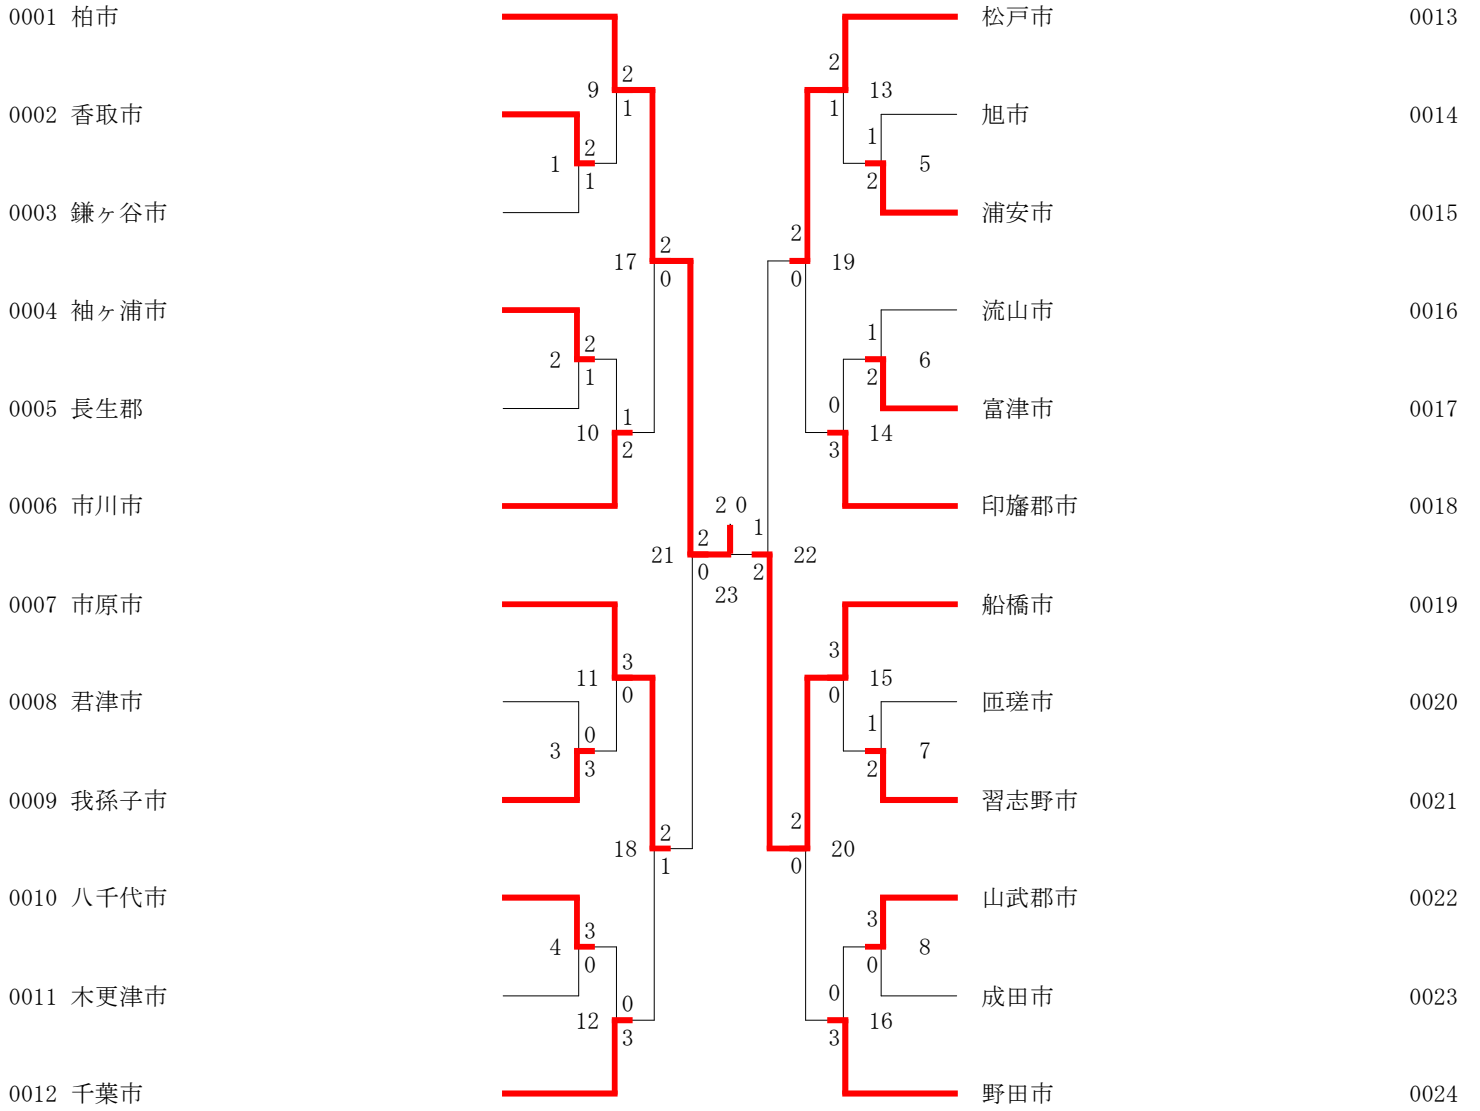 0001 柏市 松戸市 0013
2 2
9 13
1 1
0002 香取市 旭市 0014
2 1
1 5
1 2
0003 鎌ヶ谷市 浦安市 0015
2 2
17 19
0 0
0004 袖ヶ浦市 流山市 0016
2 1
2 6
1 2
0005 長生郡 富津市 0017
1 0
10 14
2 3
0006 市川市 2 0 印旛郡市 0018
2 1
21 22
0 2
23
0007 市原市 船橋市 0019
3 3
11 15
0 0
0008 君津市 匝瑳市 0020
0 1
3 7
3 2
0009 我孫子市 習志野市 0021
2 2
18 20
1 0
0010 八千代市 山武郡市 0022
3 3
4 8
0 0
0011 木更津市 成田市 0023
0 0
12 16
3 3
0012 千葉市 野田市 0024